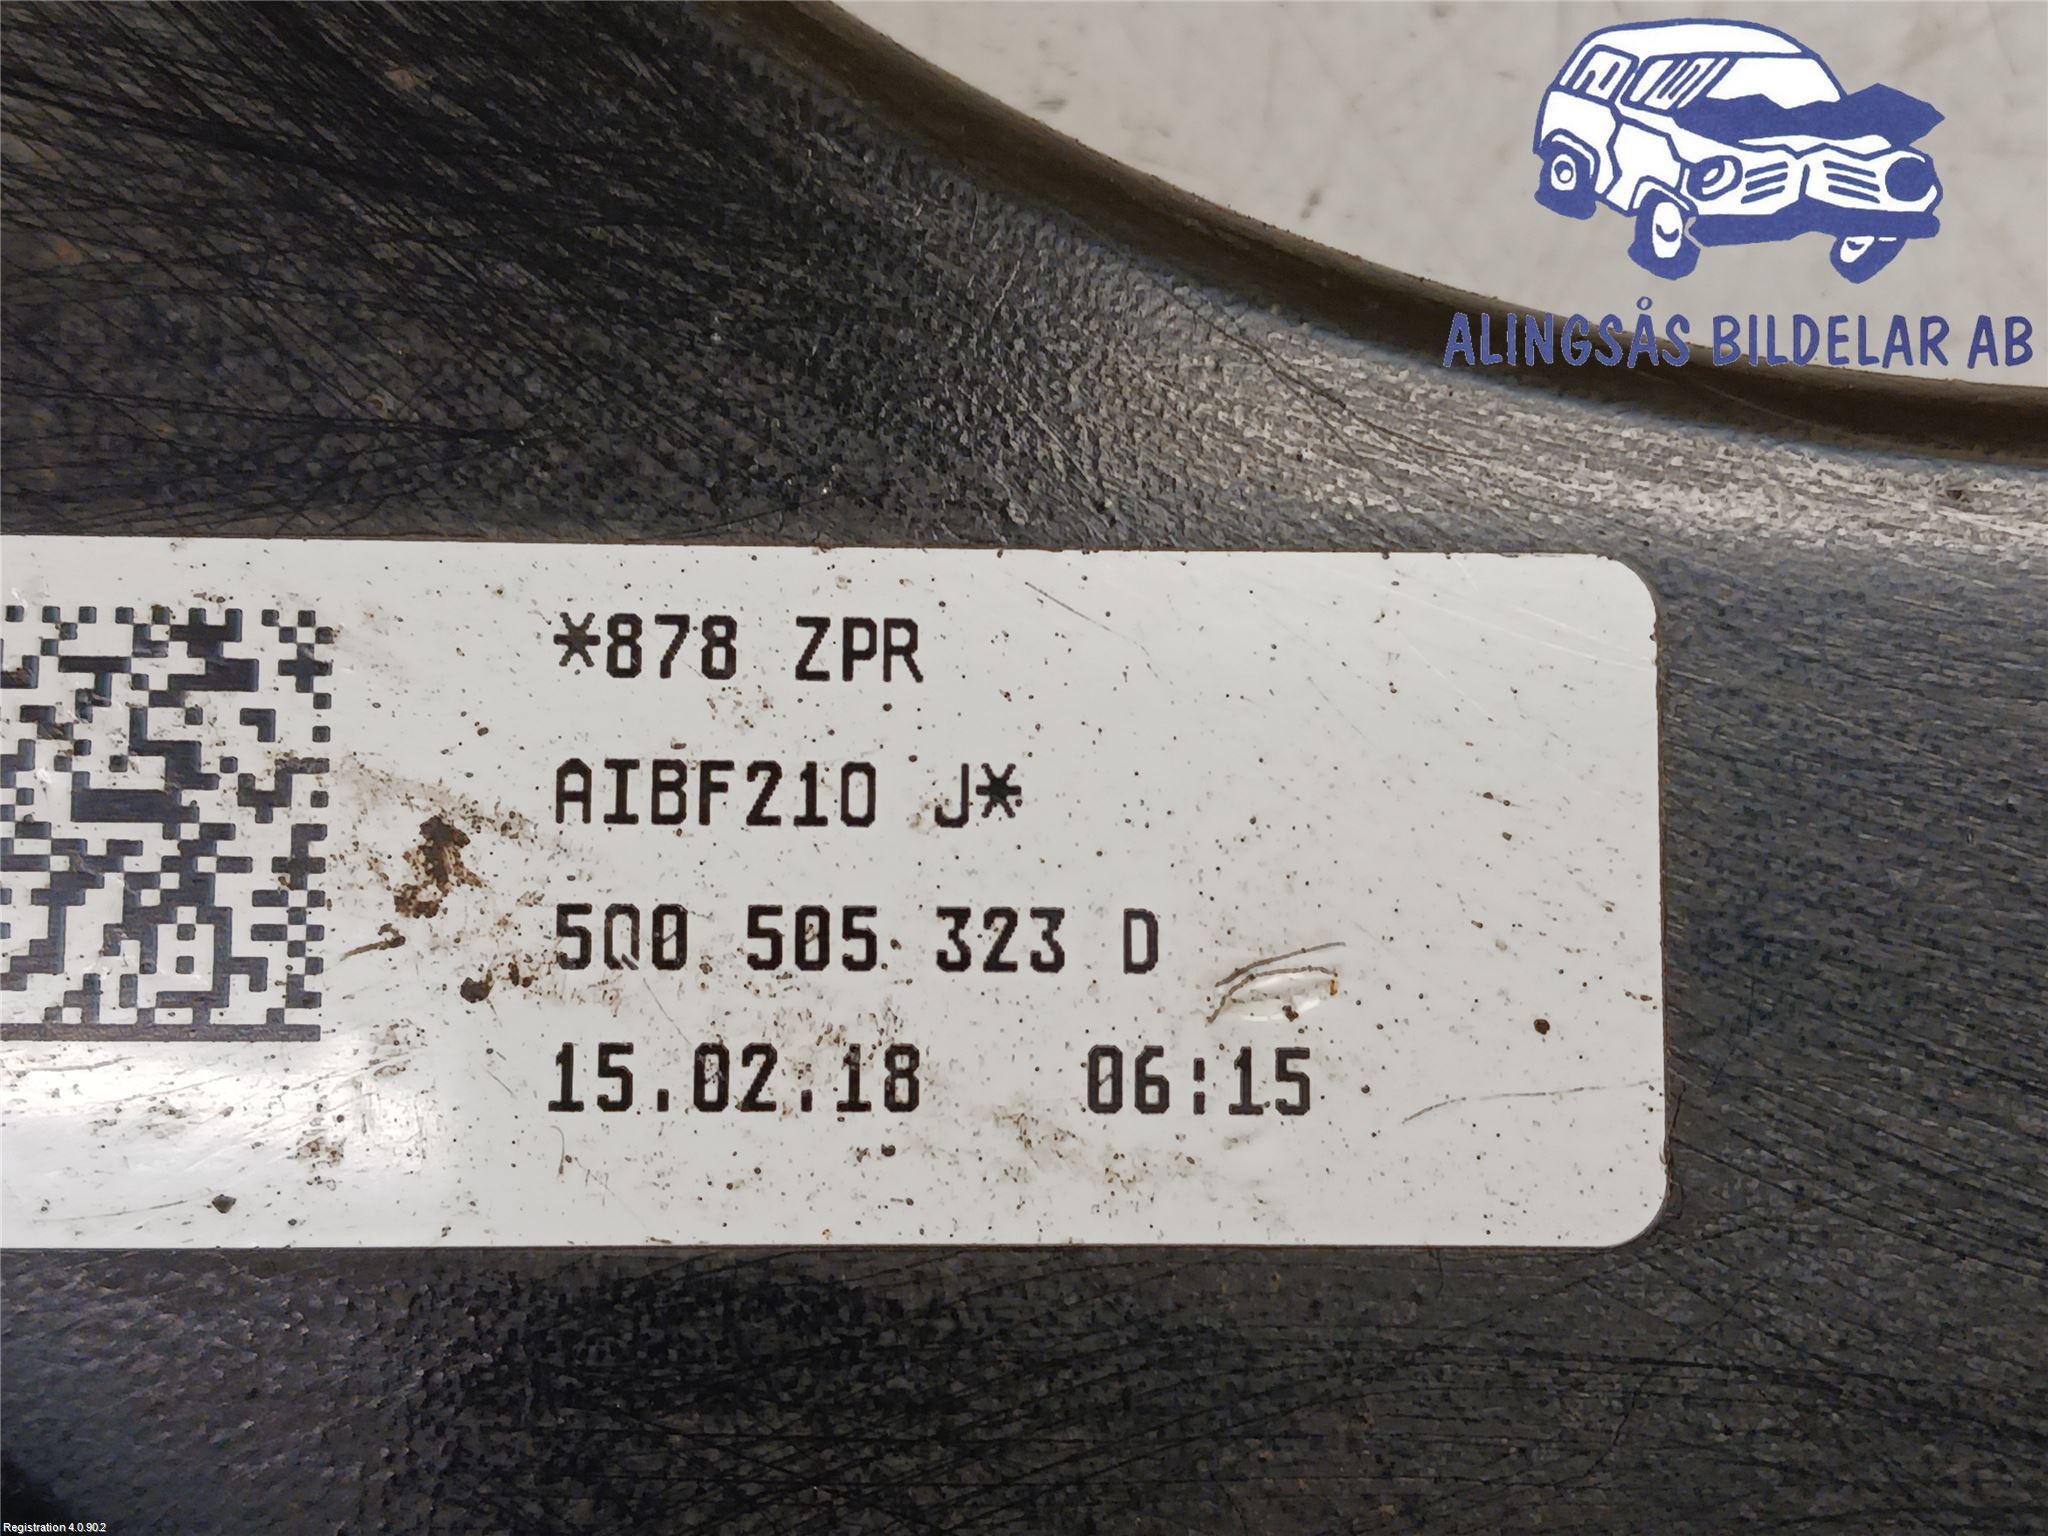 ALINGSÅS BILDELAR AB
*878 ZPR
AIBF210 J*
5Q0 505 323 D
15.02.18 06:15
Registration 4.0.90.2